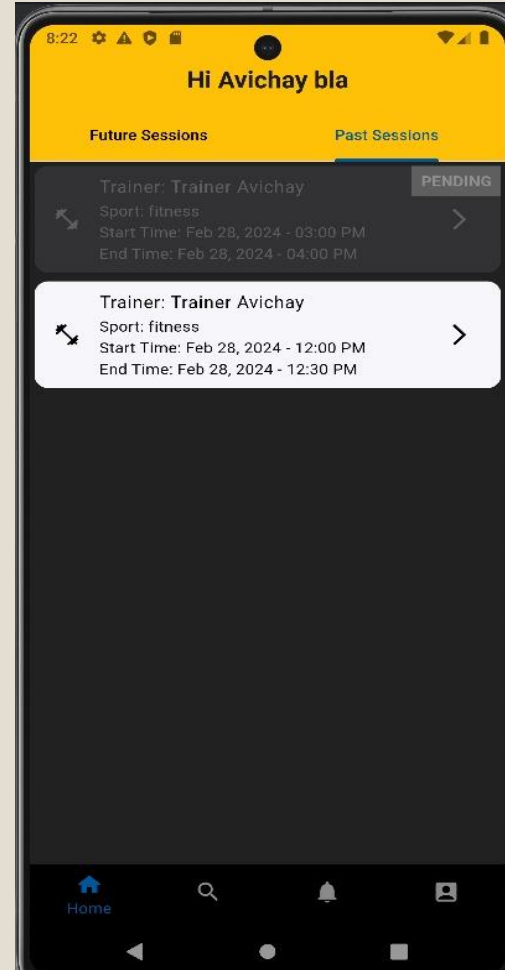 8:22
Hi Avichay bla
Future Sessions
Past Sessions
PENDING
Trainer: Trainer Avichay
Sport: fitness
Start Time: Feb 28, 2024 - 03:00 PM
End Time: Feb 28, 2024 - 04:00 PM
Trainer: Trainer Avichay
Sport: fitness
Start Time: Feb 28, 2024 - 12:00 PM
End Time: Feb 28, 2024 - 12:30 PM
Home